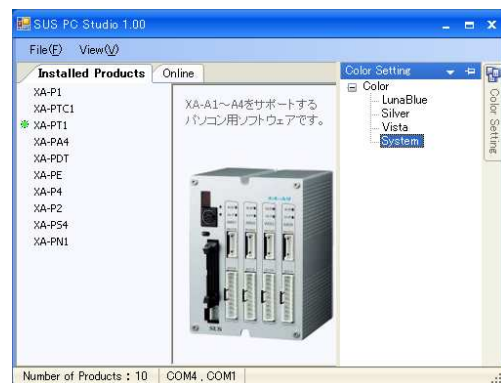 SUS PC Studio 1.00
File(F) View(V)
Installed Products
Online
XA-P1
XA-PTC1
XA-PT1
XA-PA4
XA-PDT
XA-PE
XA-P4
XA-P2
XA-PS4
XA-PN1
XA-A1～A4をサポートする
パソコン用ソフトウェアです。
SUS
Color Setting
Color
LunaBlue
Silver
Vista
System
Color Setting
Number of Products : 10
COM4 , COM1